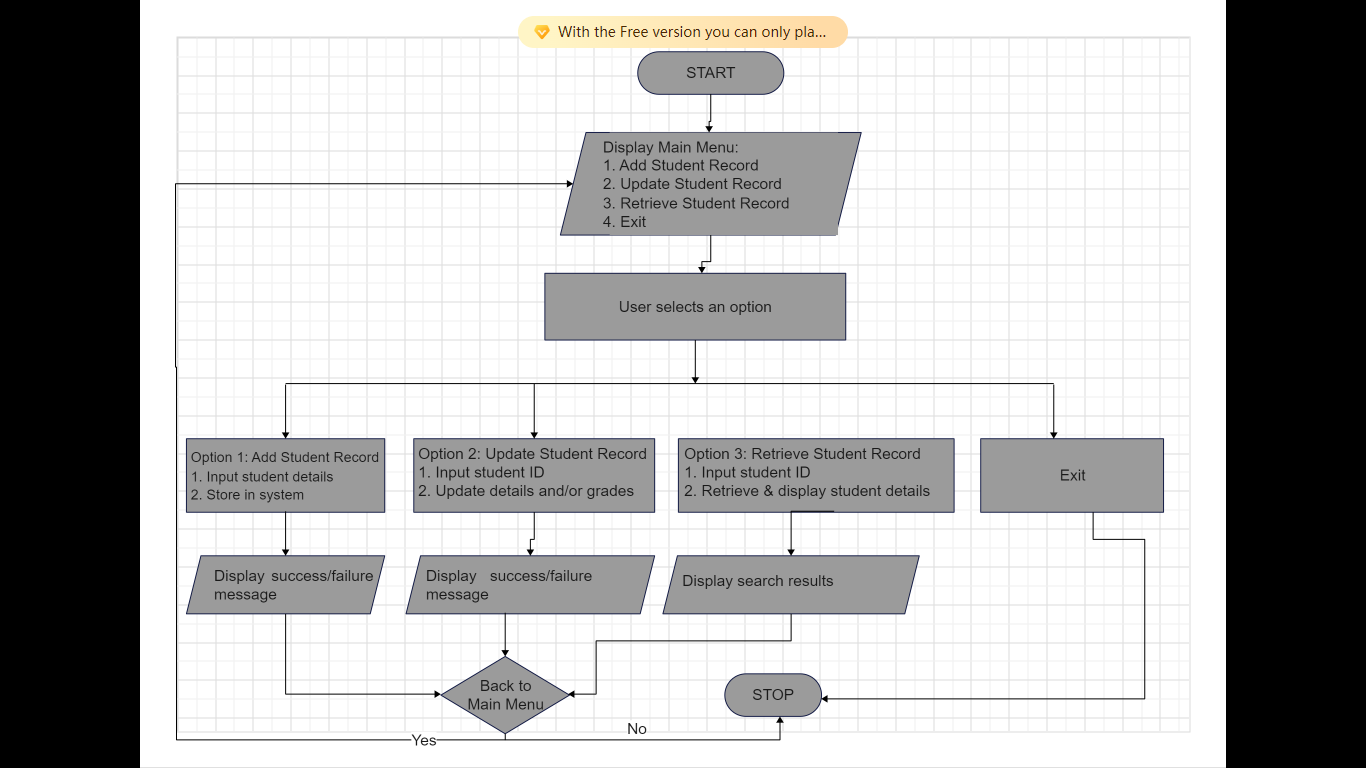 With the Free version you can only pla...
START
Display Main Menu:
1. Add Student Record
2. Update Student Record
3. Retrieve Student Record
4. Exit
User selects an option
Option 1: Add Student Record
1. Input student details
2. Store in system
Option 2: Update Student Record
1. Input student ID
2. Update details and/or grades
Option 3: Retrieve Student Record
1. Input student ID
2. Retrieve & display student details
Exit
Display success/failure
message
Display success/failure
message
Display search results
Back to
Main Menu
STOP
Yes
No